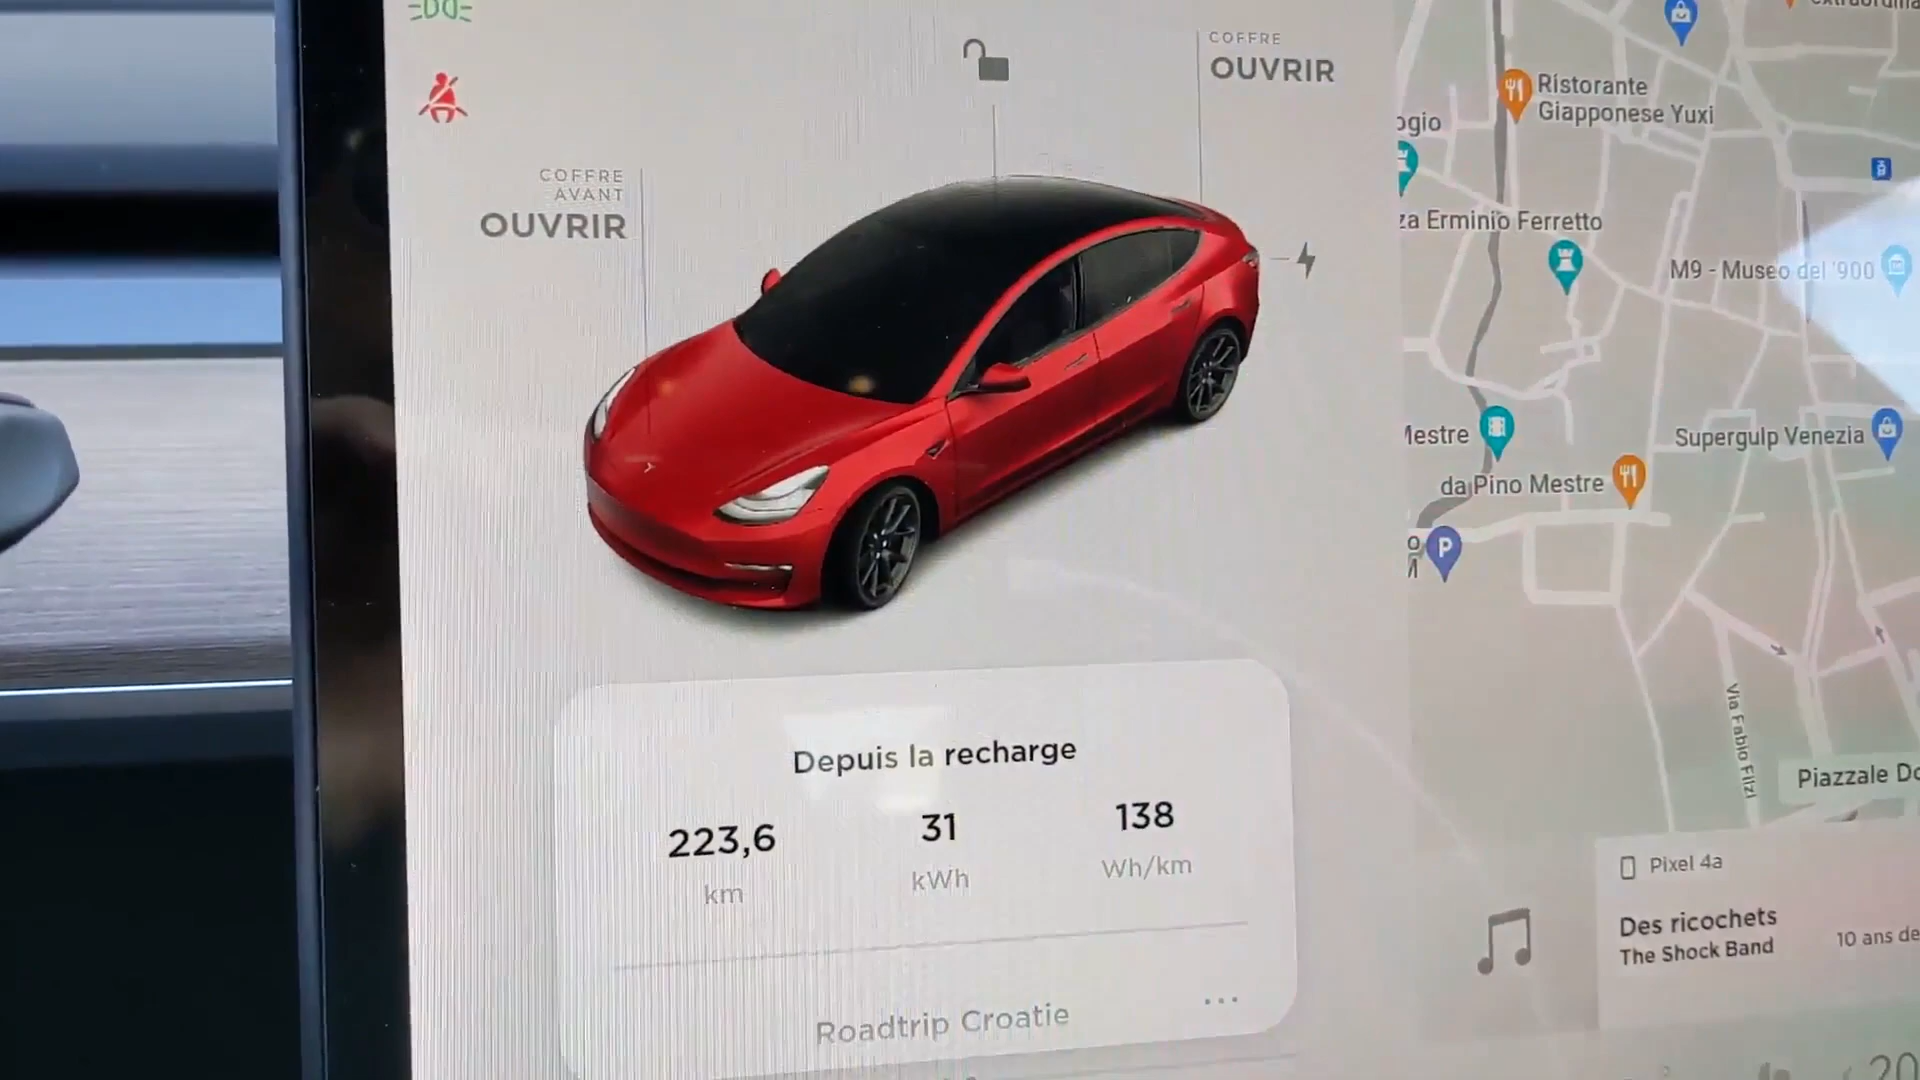 COFFRE
OUVRIR
COFFRE
AVANT
OUVRIR
Depuis la recharge
223,6
km
31
kWh
138
Wh/km
Roadtrip Croatie
...
Ristorante
Giapponese Yuxi
ogio
za Erminio Ferretto
M9 - Museo del '900
Mestre
Supergulp Venezia
da Pino Mestre
P
Via Fabio Filzi
Piazzale Do
Pixel 4a
Des ricochets
The Shock Band
10 ans de
20